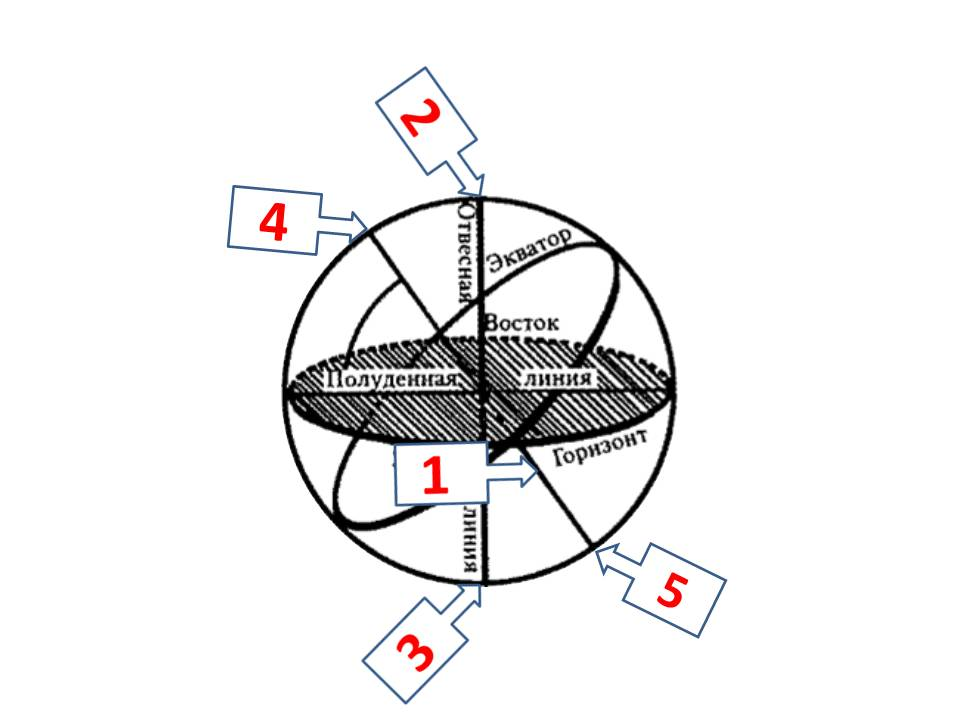 2
4
Отвесная
Экватор
Восток
Полуденная линия
Горизонт
1
линия
5
3